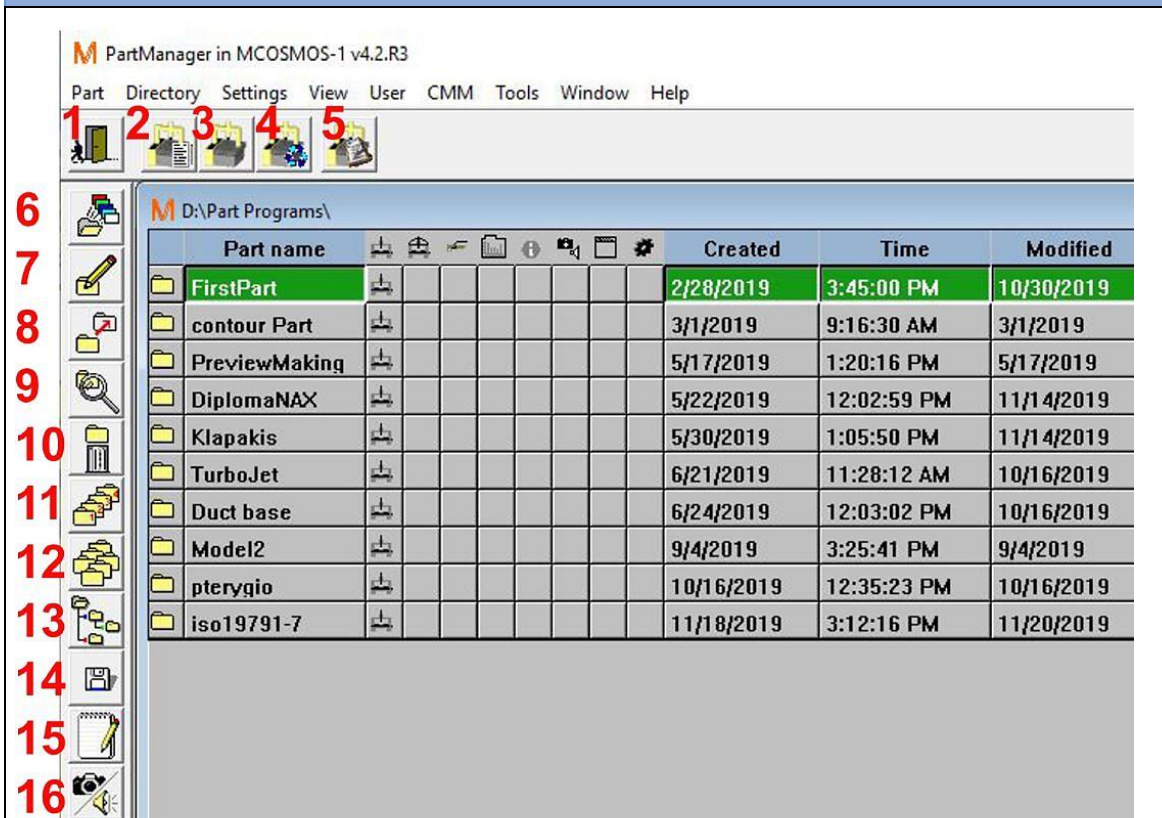 PartManager in MCOSMOS-1 v4.2.R3
Part Directory Settings View User CMM Tools Window Help
1 2 3 4 5
6 D:\Part Programs\
Part name Created Time Modified
7 FirstPart 2/28/2019 3:45:00 PM 10/30/2019
8 contour Part 3/1/2019 9:16:30 AM 3/1/2019
PreviewMaking 5/17/2019 1:20:16 PM 5/17/2019
9 DiplomaNAX 5/22/2019 12:02:59 PM 11/14/2019
10 Klapakis 5/30/2019 1:05:50 PM 11/14/2019
TurboJet 6/21/2019 11:28:12 AM 10/16/2019
11 Duct base 6/24/2019 12:03:02 PM 10/16/2019
12 Model2 9/4/2019 3:25:41 PM 9/4/2019
pterygio 10/16/2019 12:35:23 PM 10/16/2019
13 iso19791-7 11/18/2019 3:12:16 PM 11/20/2019
14
15
16